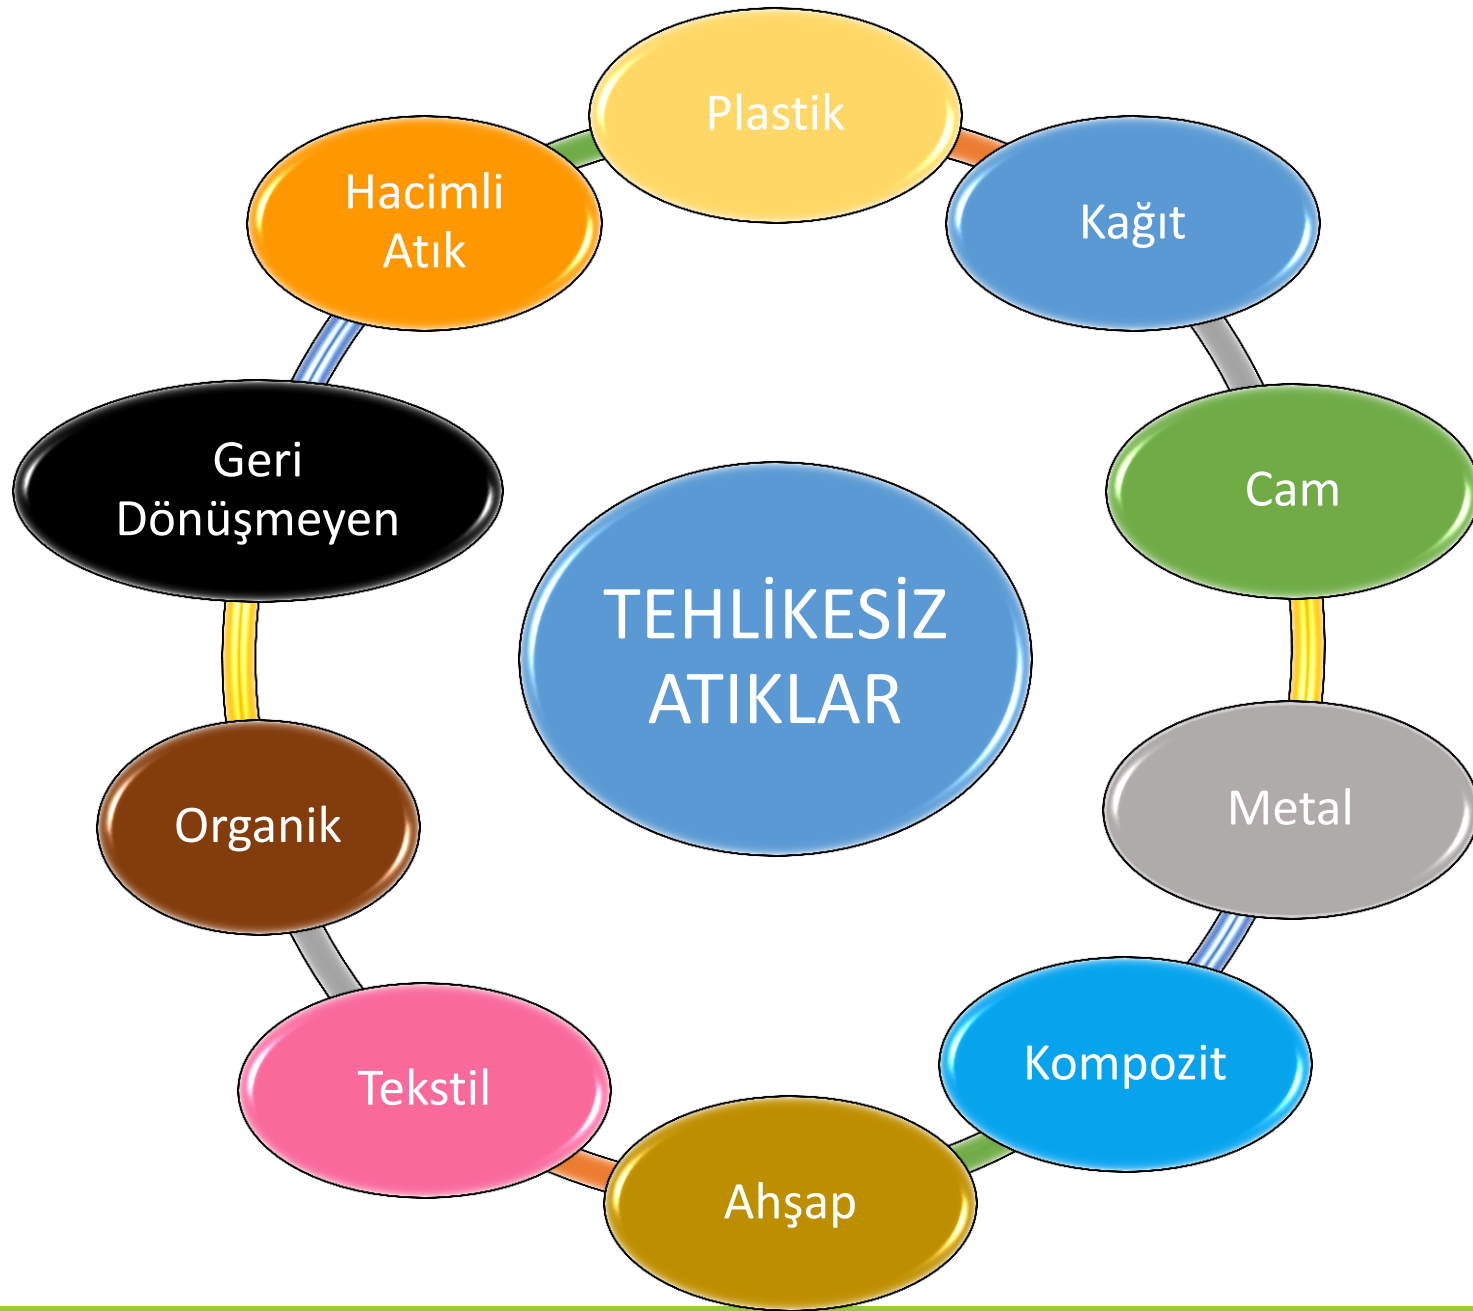 Plastik
Kağıt
Cam
Metal
Kompozit
Ahşap
Tekstil
Organik
Geri
Dönüşmeyen
Hacimli
Atık
TEHLİKESİZ
ATIKLAR